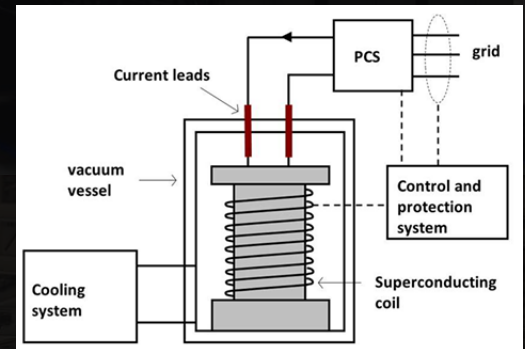 PCS
grid
Current leads
vacuum
vessel
Control and
protection
system
Cooling
system
Superconducting
coil